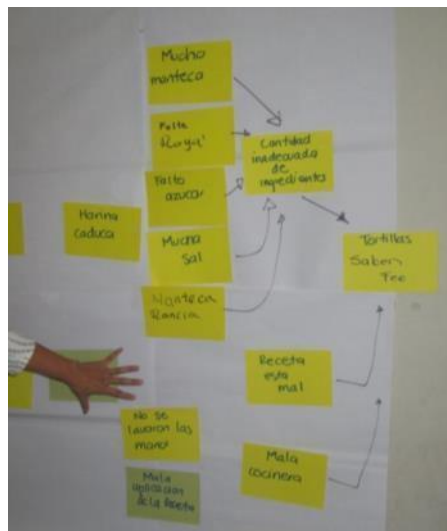 Mucho
manteca
Falta
"Royal"
Cantidad
inadecuada
de
ingredientes
Falta
azucar
Harina
caduca
Mucha
sal
Tortillas
Saben
Feo
Manteca
Rancia
Receta
esta
mal
No se
lavaron las
manos
Mala
cocinera
Mala
aplicacion
de la Receta